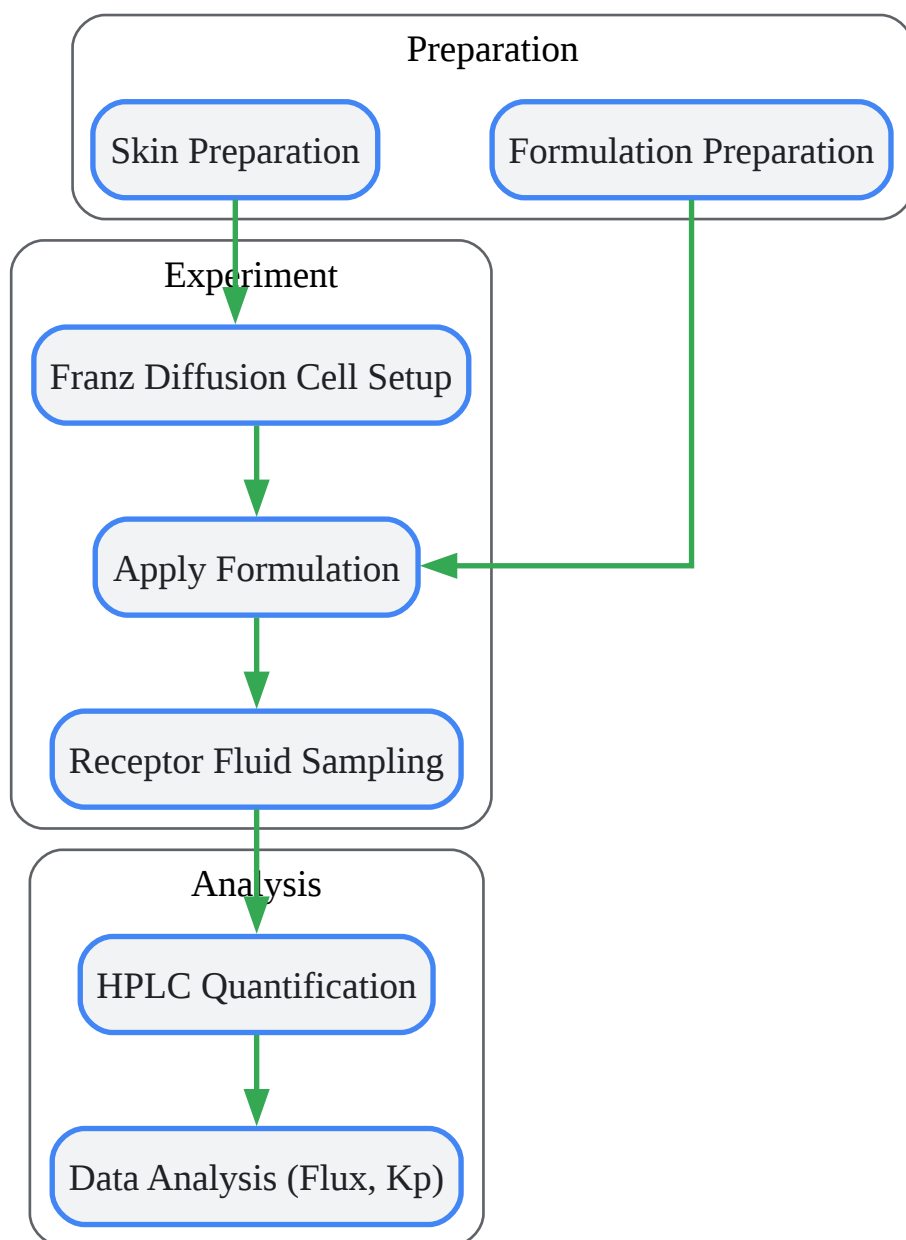 Preparation
Skin Preparation
Formulation Preparation
Experiment
Franz Diffusion Cell Setup
Apply Formulation
Receptor Fluid Sampling
Analysis
HPLC Quantification
Data Analysis (Flux, Kp)